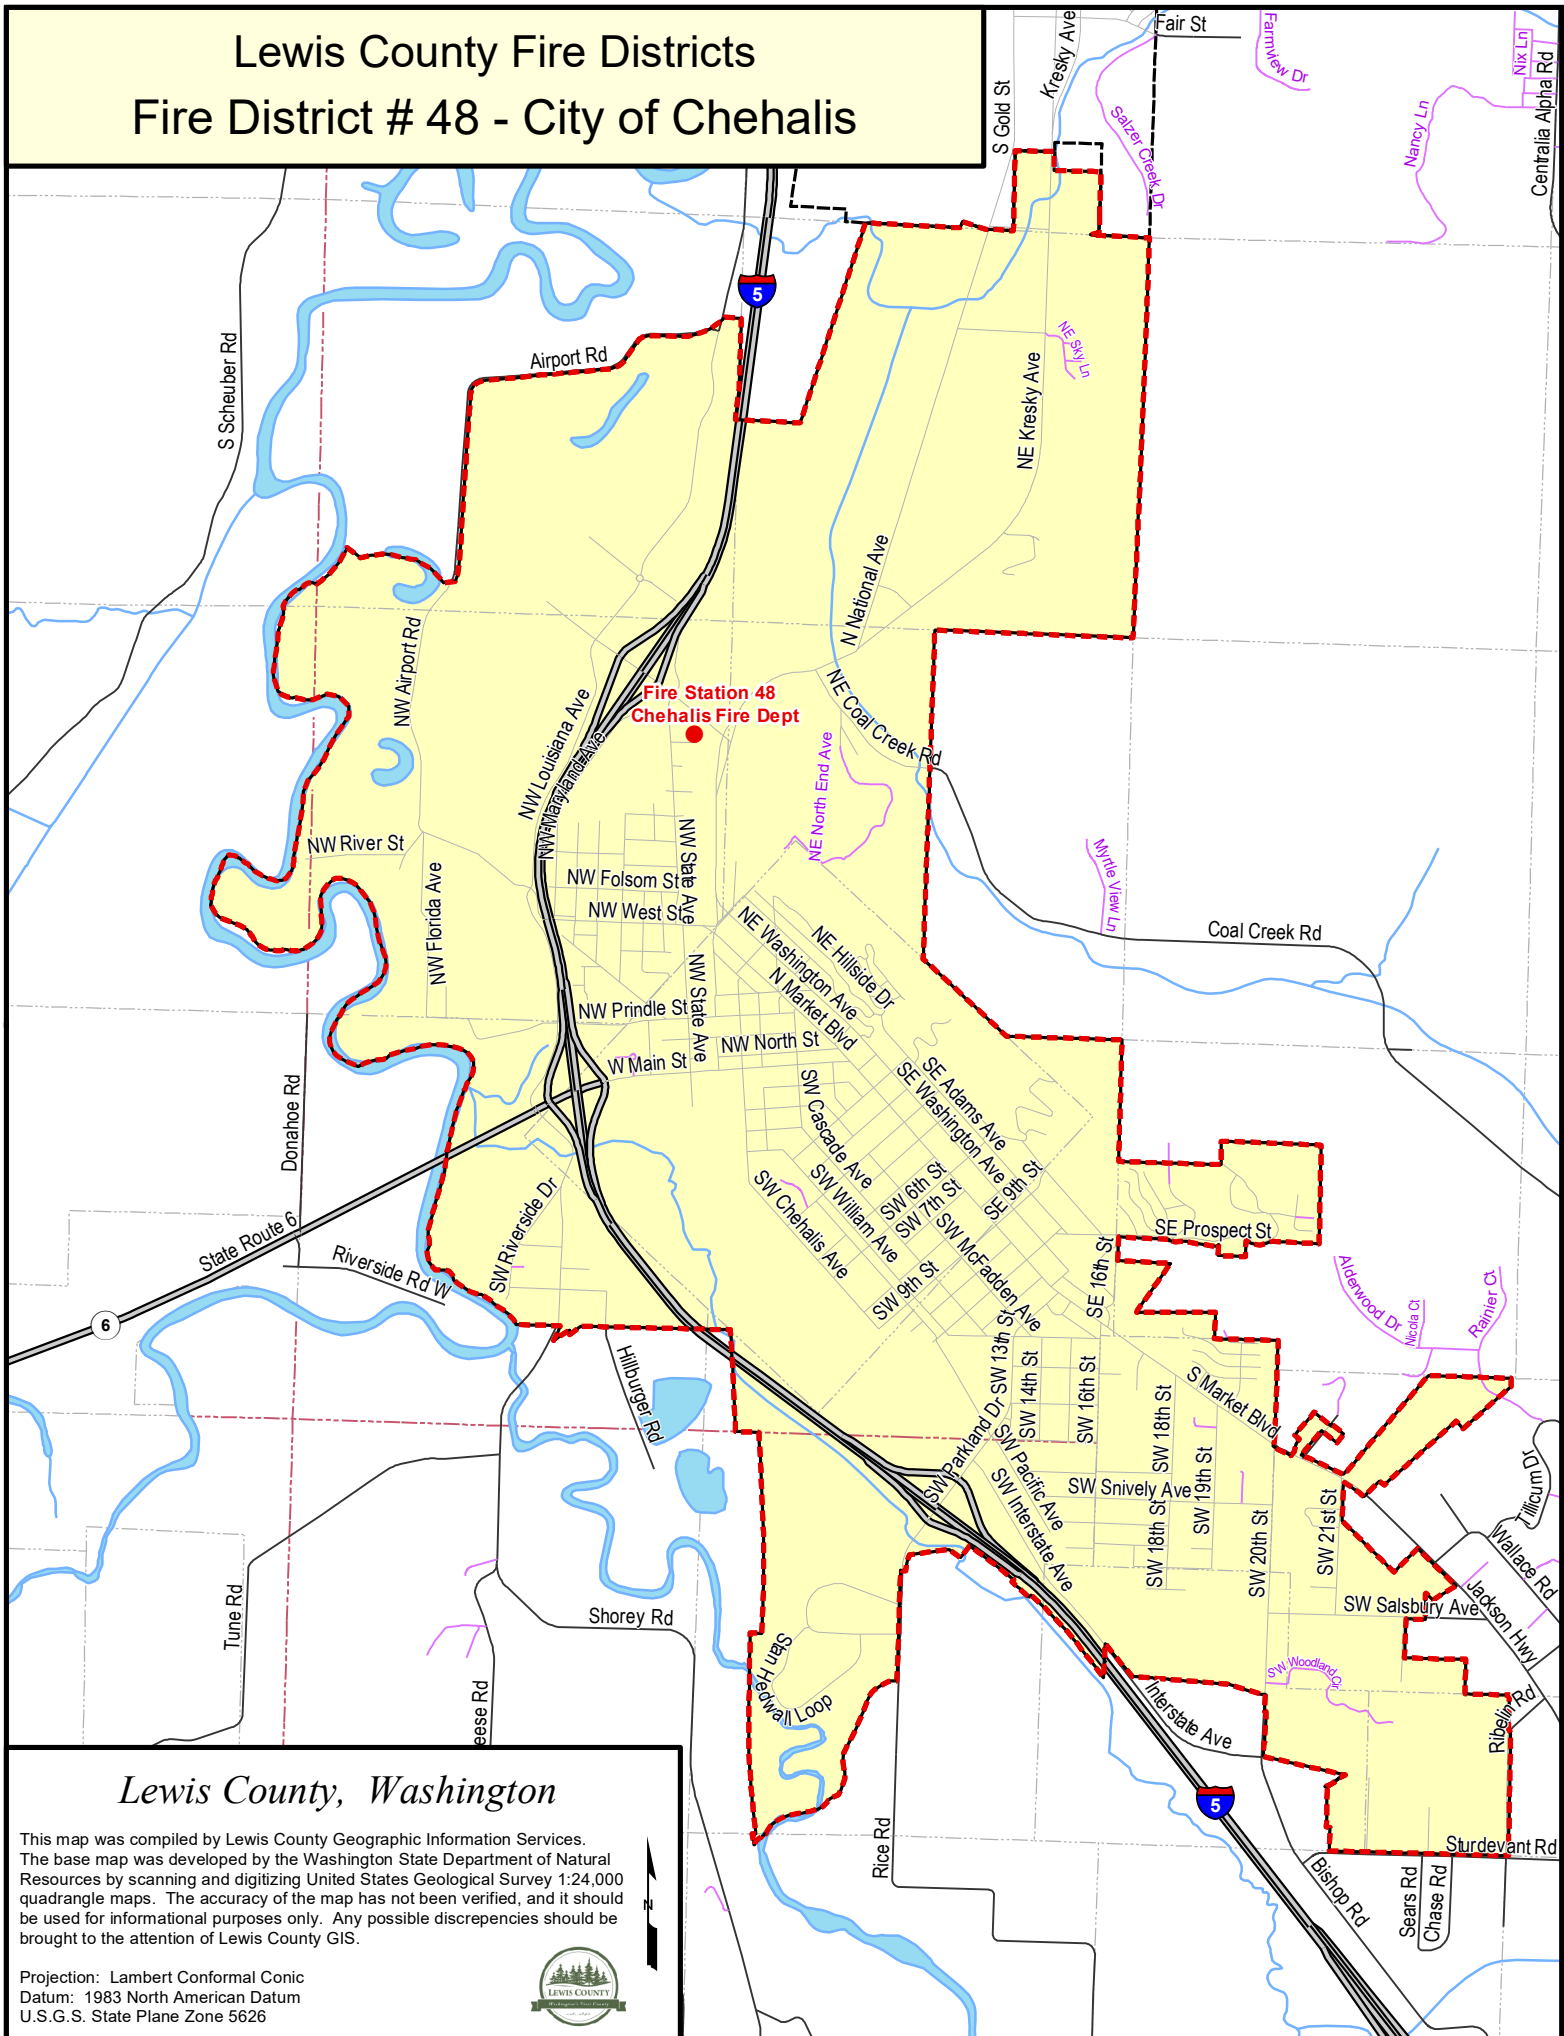 Lewis County Fire Districts
Fire District # 48 - City of Chehalis
Fair St
Kresky Ave
S Gold St
Farmview Dr
Nix Ln
Centralia Alpha Rd
Nancy Ln
Salzer Creek Dr
5
S Scheuber Rd
Airport Rd
NE Sky Ln
NE Kresky Ave
N National Ave
NW Airport Rd
Fire Station 48
Chehalis Fire Dept
NE Coal Creek Rd
NW Louisiana Ave
NW Maryland Ave
NE North End Ave
NW River St
NW State Ave
NW Florida Ave
NW Folsom St
NW West St
Myrtle View Ln
Coal Creek Rd
NE Washington Ave
NE Hillside Dr
N Market Blvd
NW State Ave
NW Prindle St
NW North St
W Main St
Donahoe Rd
SE Adams Ave
SE Washington Ave
SW Cascade Ave
SW William Ave
SW Chehalis Ave
SW 6th St
SW 7th St
SE 9th St
SW McFadden Ave
SW 9th St
SE Prospect St
SE 16th St
State Route 6
6
Riverside Rd W
SW Riverside Dr
Hillburger Rd
Alderwood Dr
Nicola Ct
Rainier Ct
SW 13th St
SW 14th St
SW 16th St
SW 18th St
SW 19th St
S Market Blvd
SW Parkland Dr
SW Pacific Ave
SW Interstate Ave
SW Snively Ave
SW 18th St
SW 20th St
SW 21st St
Tillicum Dr
Wallace Rd
Jackson Hwy
SW Salsbury Ave
Tune Rd
Shorey Rd
eese Rd
Stan Hedwall Loop
SW Woodland Cir
Interstate Ave
Ribelin Rd
5
Rice Rd
Bishop Rd
Sturdevant Rd
Sears Rd
Chase Rd
Lewis County, Washington
This map was compiled by Lewis County Geographic Information Services.
The base map was developed by the Washington State Department of Natural
Resources by scanning and digitizing United States Geological Survey 1:24,000
quadrangle maps. The accuracy of the map has not been verified, and it should
be used for informational purposes only. Any possible discrepencies should be
brought to the attention of Lewis County GIS.
Projection: Lambert Conformal Conic
Datum: 1983 North American Datum
U.S.G.S. State Plane Zone 5626
N
LEWIS COUNTY